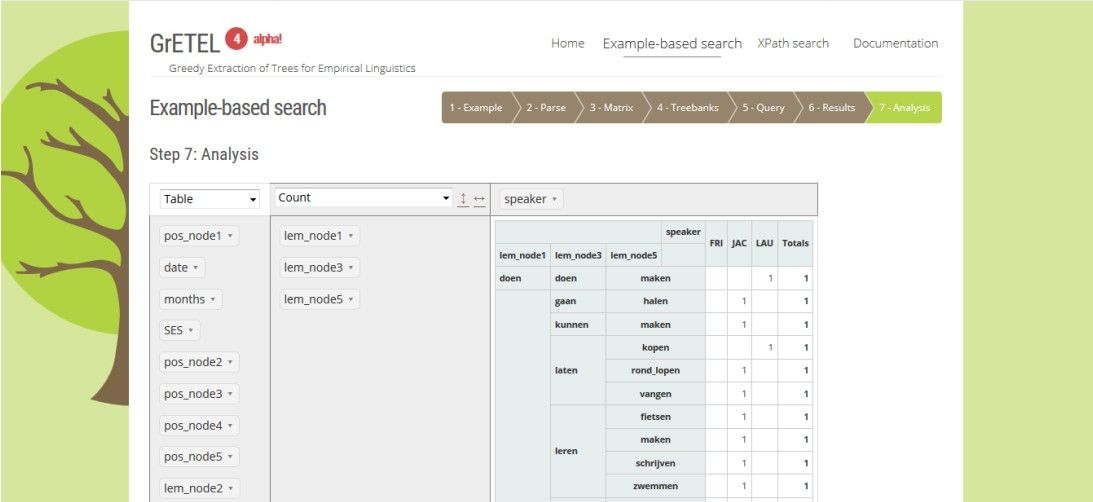 GrETEL 4 alpha!
Greedy Extraction of Trees for Empirical Linguistics
Home Example-based search XPath search Documentation
Example-based search
1 - Example 2 - Parse 3 - Matrix 4 - Treebanks 5 - Query 6 - Results 7 - Analysis
Step 7: Analysis
Table Count ↕ ↔ speaker
pos_node1
date
months
SES
pos_node2
pos_node3
pos_node4
pos_node5
lem_node2
lem_node1
lem_node3
lem_node5
speaker FRI JAC LAU Totals
lem_node1 lem_node3 lem_node5
doen doen maken 1 1
gaan halen 1 1
kunnen maken 1 1
laten kopen 1 1
rond_lopen 1 1
vangen 1 1
leren fietsen 1 1
maken 1 1
schrijven 1 1
zwemmen 1 1